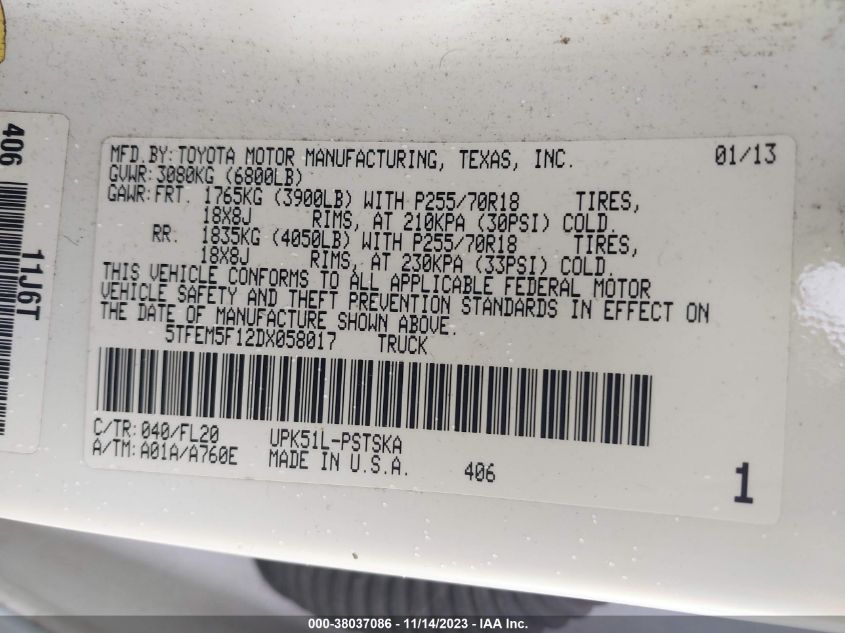 MFD.BY:TOYOTA MOTOR MANUFACTURING, TEXAS, INC. 01/13
GVWR:3080KG (6800LB)
GAWR:FRT. 1765KG (3900LB) WITH P255/70R18 TIRES,
18X8J RIMS, AT 210KPA (30PSI) COLD.
RR. 1835KG (4050LB) WITH P255/70R18 TIRES,
18X8J RIMS, AT 230KPA (33PSI) COLD.
THIS VEHICLE CONFORMS TO ALL APPLICABLE FEDERAL MOTOR
VEHICLE SAFETY AND THEFT PREVENTION STANDARDS IN EFFECT ON
THE DATE OF MANUFACTURE SHOWN ABOVE.
5TFEM5F12DX058017 TRUCK
C/TR:040/FL20 UPK51L-PSTSKA
A/TM:A01A/A760E MADE IN U.S.A. 406
1
406
11J6T
000-38037086 - 11/14/2023 - IAA Inc.